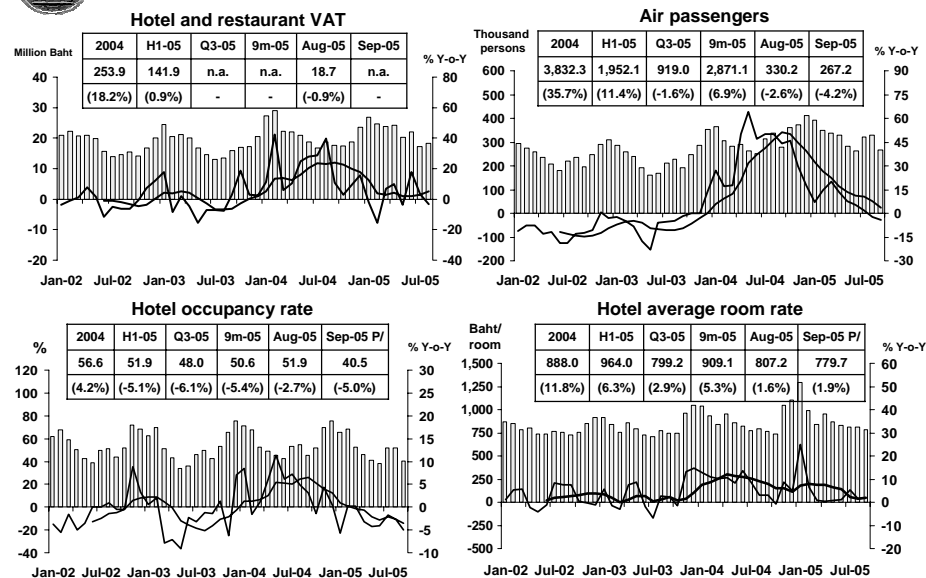 Hotel and restaurant VAT
Million Baht
% Y-o-Y
2004 H1-05 Q3-05 9m-05 Aug-05 Sep-05
253.9 141.9 n.a. n.a. 18.7 n.a.
(18.2%) (0.9%) - - (-0.9%) -
40
30
20
10
0
-10
-20
80
60
40
20
0
-20
-40
Jan-02 Jul-02 Jan-03 Jul-03 Jan-04 Jul-04 Jan-05 Jul-05
Air passengers
Thousand
persons
% Y-o-Y
2004 H1-05 Q3-05 9m-05 Aug-05 Sep-05
3,832.3 1,952.1 919.0 2,871.1 330.2 267.2
(35.7%) (11.4%) (-1.6%) (6.9%) (-2.6%) (-4.2%)
600
500
400
300
200
100
0
-100
-200
90
75
60
45
30
15
0
-15
-30
Jan-02 Jul-02 Jan-03 Jul-03 Jan-04 Jul-04 Jan-05 Jul-05
Hotel occupancy rate
%
% Y-o-Y
2004 H1-05 Q3-05 9m-05 Aug-05 Sep-05 P/
56.6 51.9 48.0 50.6 51.9 40.5
(4.2%) (-5.1%) (-6.1%) (-5.4%) (-2.7%) (-5.0%)
120
100
80
60
40
20
0
-20
-40
30
25
20
15
10
5
0
-5
-10
Jan-02 Jul-02 Jan-03 Jul-03 Jan-04 Jul-04 Jan-05 Jul-05
Hotel average room rate
Baht/
room
% Y-o-Y
2004 H1-05 Q3-05 9m-05 Aug-05 Sep-05 P/
888.0 964.0 799.2 909.1 807.2 779.7
(11.8%) (6.3%) (2.9%) (5.3%) (1.6%) (1.9%)
1,500
1,250
1,000
750
500
250
0
-250
-500
60
50
40
30
20
10
0
-10
-20
Jan-02 Jul-02 Jan-03 Jul-03 Jan-04 Jul-04 Jan-05 Jul-05